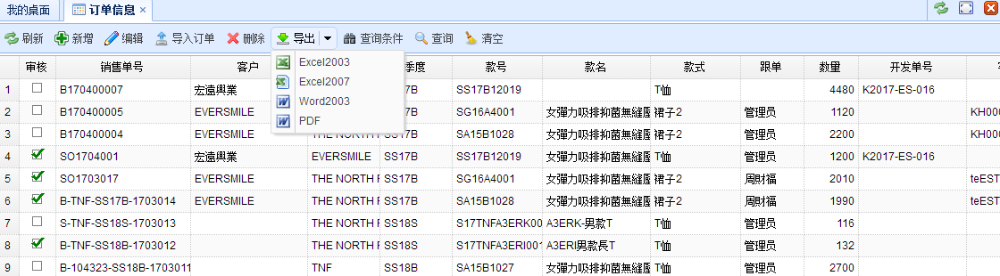 我的桌面 订单信息 ×
刷新 新增 编辑 导入订单 删除 导出 查询条件 查询 清空
审核 销售单号 客户 季度 款号 款名 款式 跟单 数量 开发单号
Excel2003
Excel2007
Word2003
PDF
1 B170400007 宏遠興業 SS17B SS17B12019 T恤 4480 K2017-ES-016
2 B170400005 EVERSMILE SS17B SG16A4001 女彈力吸排抑菌無縫圓 裙子2 管理员 1120 KH000
3 B170400004 THE NORTH F SS17B SA15B1028 女彈力吸排抑菌無縫圓 裙子2 管理员 2200 KH000
4 SO1704001 宏遠興業 EVERSMILE SS17B SS17B12019 T恤 管理员 1200 K2017-ES-016
5 SO1703017 EVERSMILE THE NORTH F SS17B SG16A4001 女彈力吸排抑菌無縫圓 裙子2 周財福 2010 teEST
6 B-TNF-SS17B-1703014 EVERSMILE THE NORTH F SS17B SA15B1028 女彈力吸排抑菌無縫圓 裙子2 周財福 1990 teEST
7 S-TNF-SS18S-1703013 THE NORTH F SS18S S17TNFA3ERK00 A3ERK-男款T T恤 管理员 116
8 B-TNF-SS18B-1703012 THE NORTH F SS18S S17TNFA3ERI001 A3ERI男款長T T恤 管理员 132
9 B-104323-SS18B-1703011 TNF SS18B SA15B1027 女彈力吸排抑菌無縫圓 T恤 管理员 2700